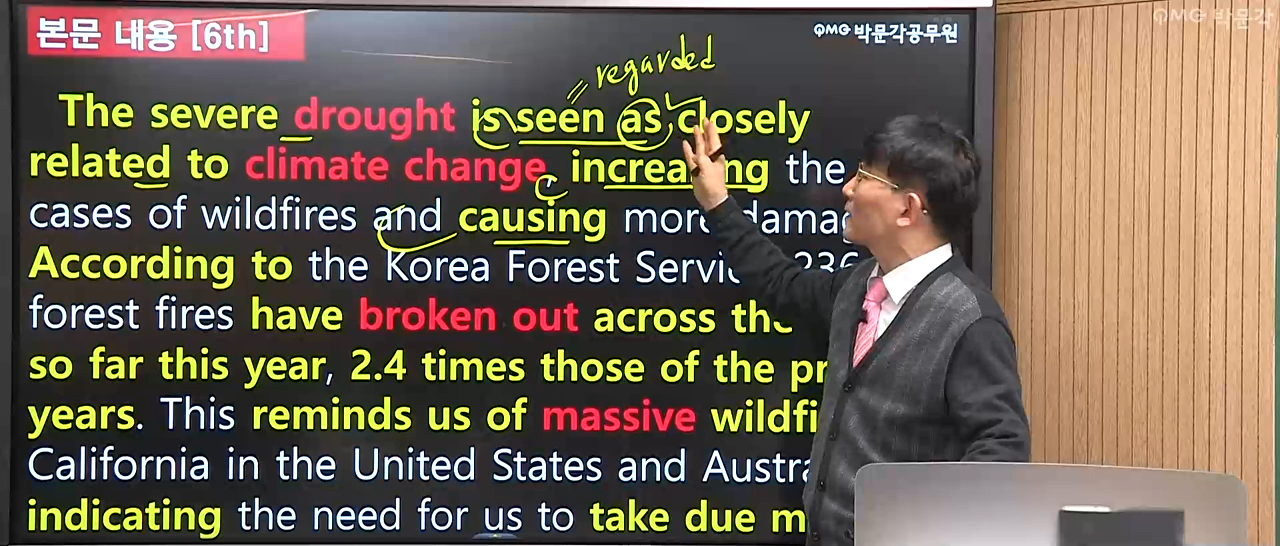 본문 내용 [6th]
PMG 박문각공무원
PMG 박문각
regarded
The severe drought is seen as closely
related to climate change, increasing the
cases of wildfires and causing more
According to the Korea Forest 236
forest fires have broken out across
so far this year, 2.4 times those of the
years. This reminds us of massive
California in the United States and
indicating the need for us to take due